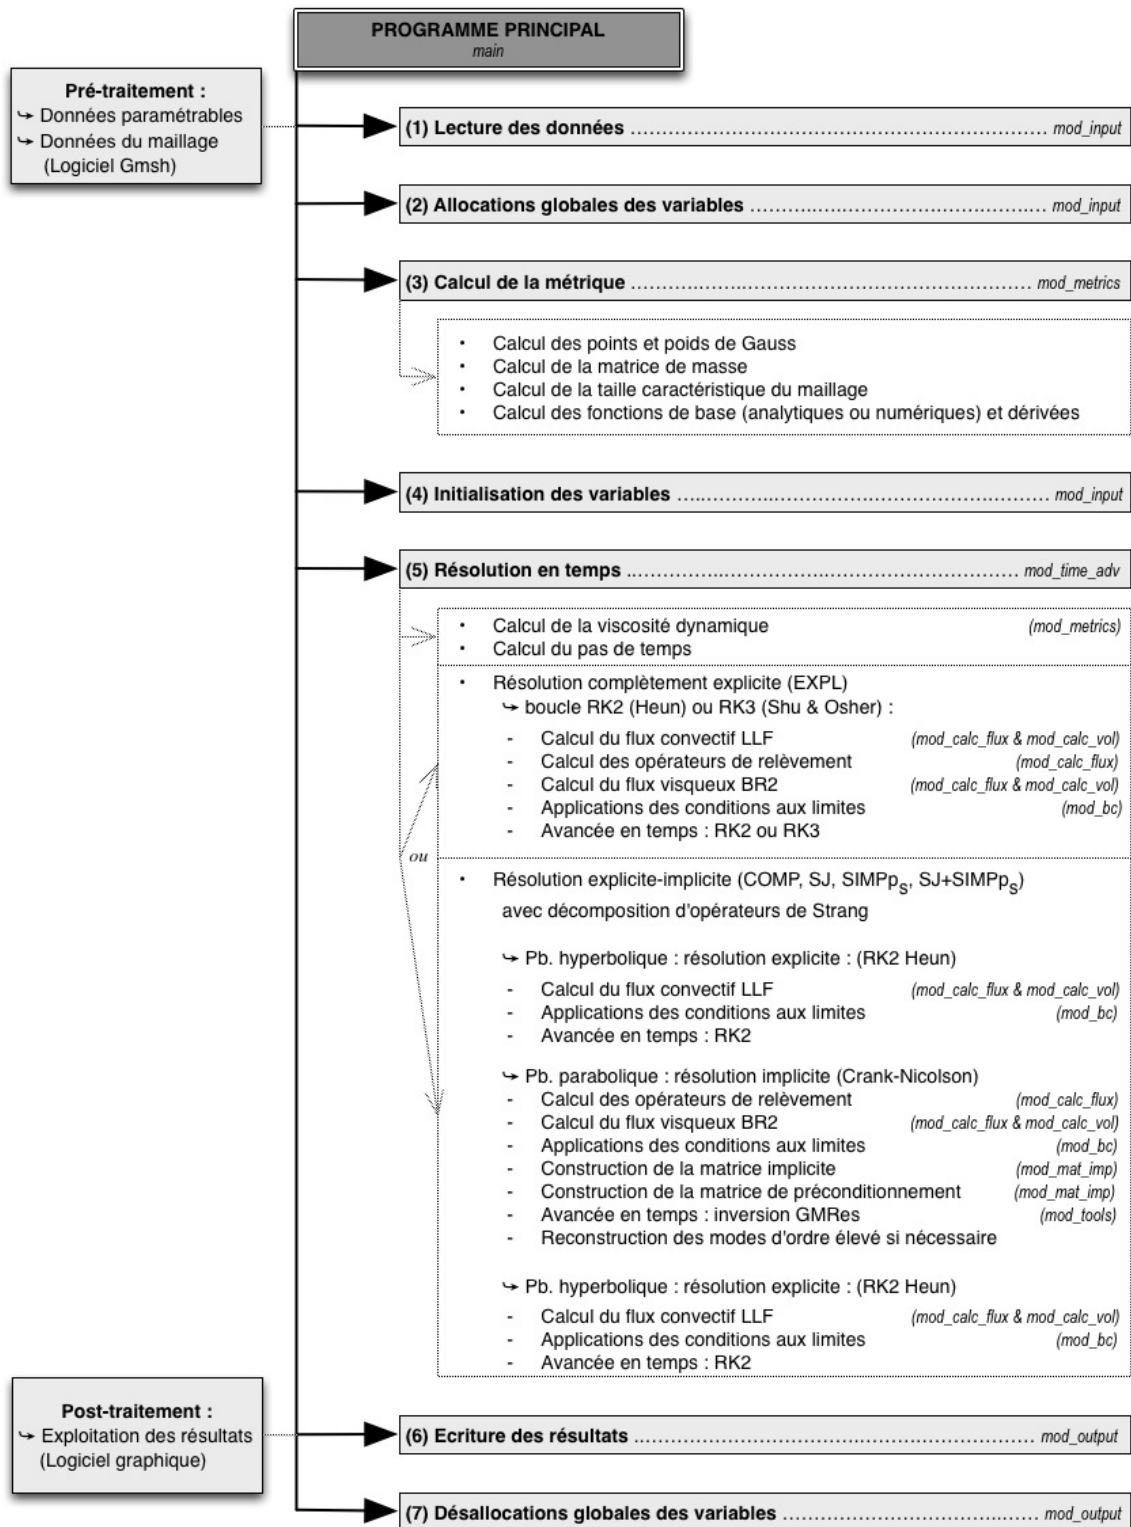 PROGRAMME PRINCIPAL
main
Pré-traitement :
↪ Données paramétrables
↪ Données du maillage
(Logiciel Gmsh)
(1) Lecture des données ........ mod_input
(2) Allocations globales des variables ........ mod_input
(3) Calcul de la métrique ........ mod_metrics
• Calcul des points et poids de Gauss
• Calcul de la matrice de masse
• Calcul de la taille caractéristique du maillage
• Calcul des fonctions de base (analytiques ou numériques) et dérivées
(4) Initialisation des variables ........ mod_input
(5) Résolution en temps ........ mod_time_adv
• Calcul de la viscosité dynamique (mod_metrics)
• Calcul du pas de temps
• Résolution complètement explicite (EXPL)
↪ boucle RK2 (Heun) ou RK3 (Shu & Osher) :
- Calcul du flux convectif LLF (mod_calc_flux & mod_calc_vol)
- Calcul des opérateurs de relèvement (mod_calc_flux)
- Calcul du flux visqueux BR2 (mod_calc_flux & mod_calc_vol)
- Applications des conditions aux limites (mod_bc)
- Avancée en temps : RK2 ou RK3
ou
• Résolution explicite-implicite (COMP, SJ, SIMPpS, SJ+SIMPpS)
avec décomposition d'opérateurs de Strang
↪ Pb. hyperbolique : résolution explicite : (RK2 Heun)
- Calcul du flux convectif LLF (mod_calc_flux & mod_calc_vol)
- Applications des conditions aux limites (mod_bc)
- Avancée en temps : RK2
↪ Pb. parabolique : résolution implicite (Crank-Nicolson)
- Calcul des opérateurs de relèvement (mod_calc_flux)
- Calcul du flux visqueux BR2 (mod_calc_flux & mod_calc_vol)
- Applications des conditions aux limites (mod_bc)
- Construction de la matrice implicite (mod_mat_imp)
- Construction de la matrice de préconditionnement (mod_mat_imp)
- Avancée en temps : inversion GMRes (mod_tools)
- Reconstruction des modes d'ordre élevé si nécessaire
↪ Pb. hyperbolique : résolution explicite : (RK2 Heun)
- Calcul du flux convectif LLF (mod_calc_flux & mod_calc_vol)
- Applications des conditions aux limites (mod_bc)
- Avancée en temps : RK2
Post-traitement :
↪ Exploitation des résultats
(Logiciel graphique)
(6) Ecriture des résultats ........ mod_output
(7) Désallocations globales des variables ........ mod_output